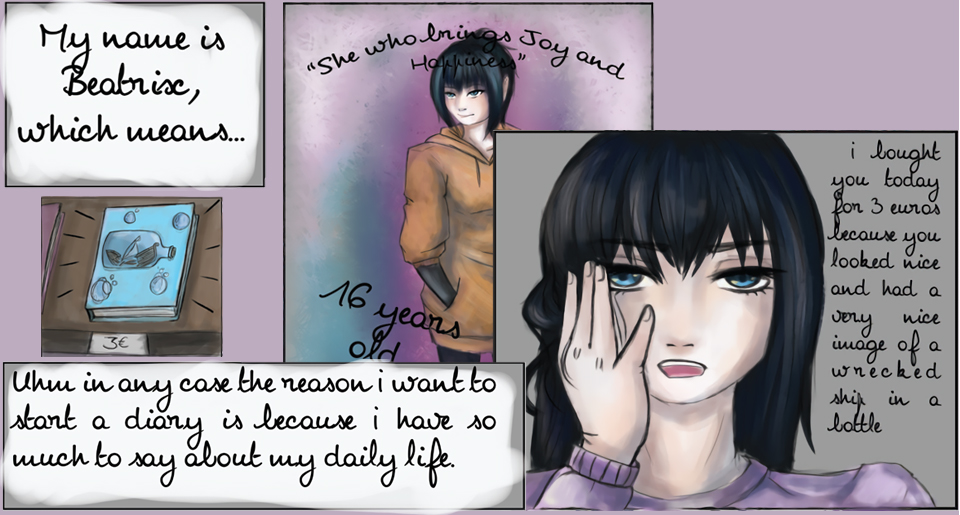 My name is
Beatrix,
which means...
"She who brings Joy and
Happiness"
16 years
old
i bought
you today
for 3 euros
because you
looked nice
and had a
very nice
image of a
wrecked
ship in a
bottle
3€
Uhm in any case the reason i want to
start a diary is because i have so
much to say about my daily life.